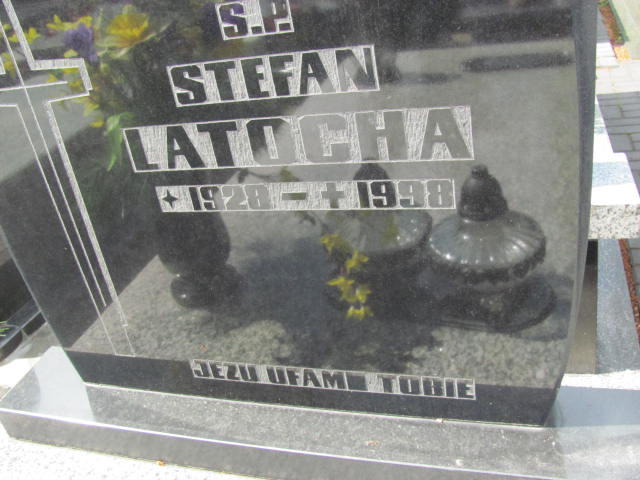 S.P.
STEFAN
LATOCHA
✦ 1928 - ✝ 1998
JEZU UFAM TOBIE